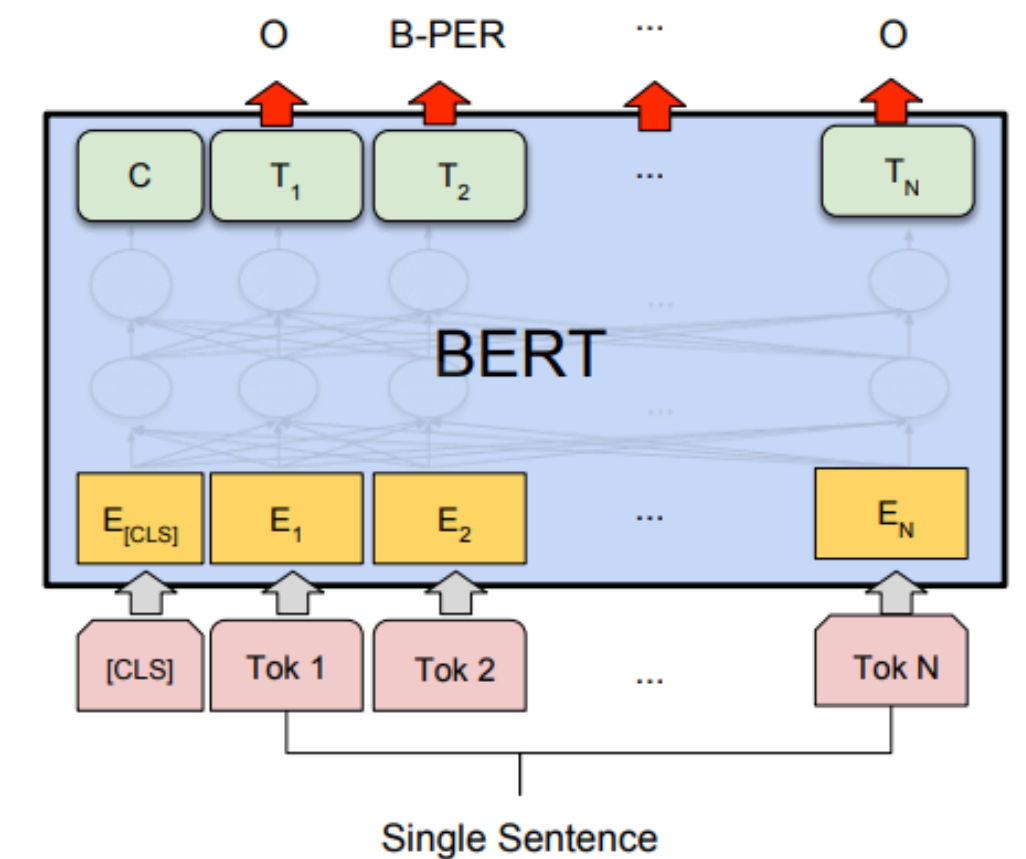 O B-PER ... O
C T1 T2 ... TN
...
BERT
...
E[CLS] E1 E2 ... EN
[CLS] Tok 1 Tok 2 ... Tok N
Single Sentence